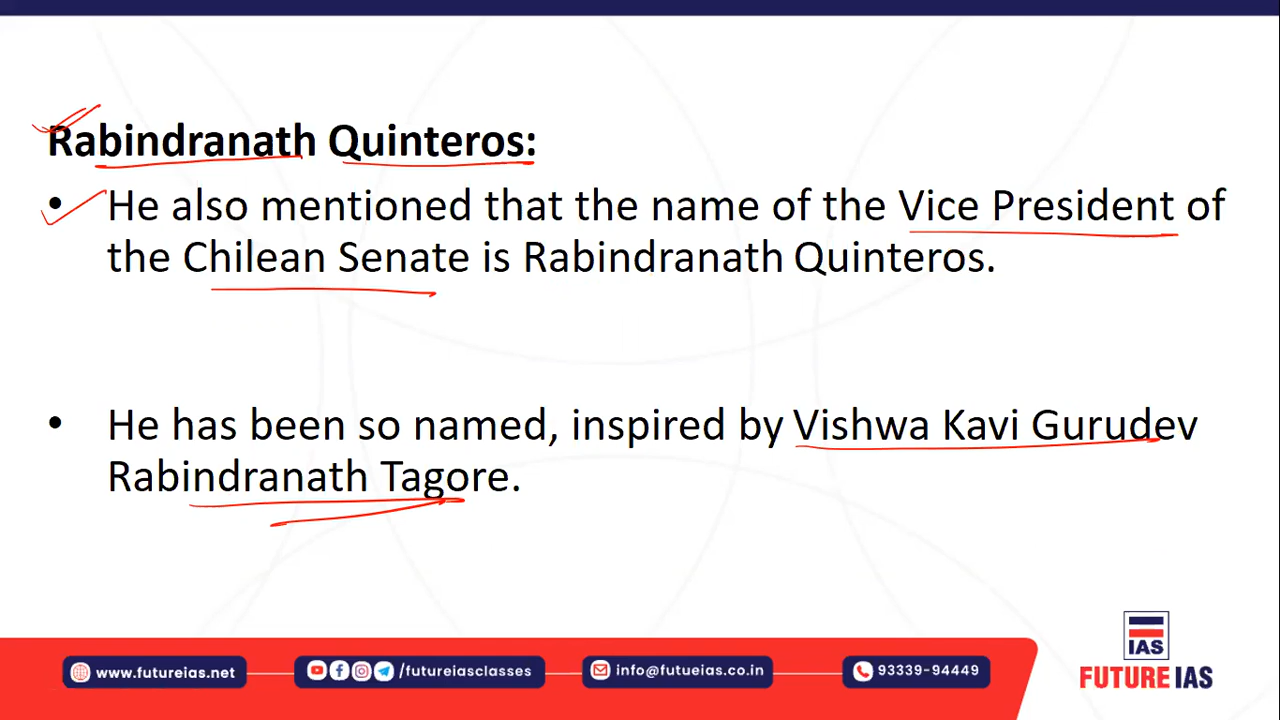 Rabindranath Quinteros:
• He also mentioned that the name of the Vice President of
the Chilean Senate is Rabindranath Quinteros.
• He has been so named, inspired by Vishwa Kavi Gurudev
Rabindranath Tagore.
IAS
www.futureias.net
/futureiasclasses
info@futueias.co.in
93339-94449
FUTURE IAS